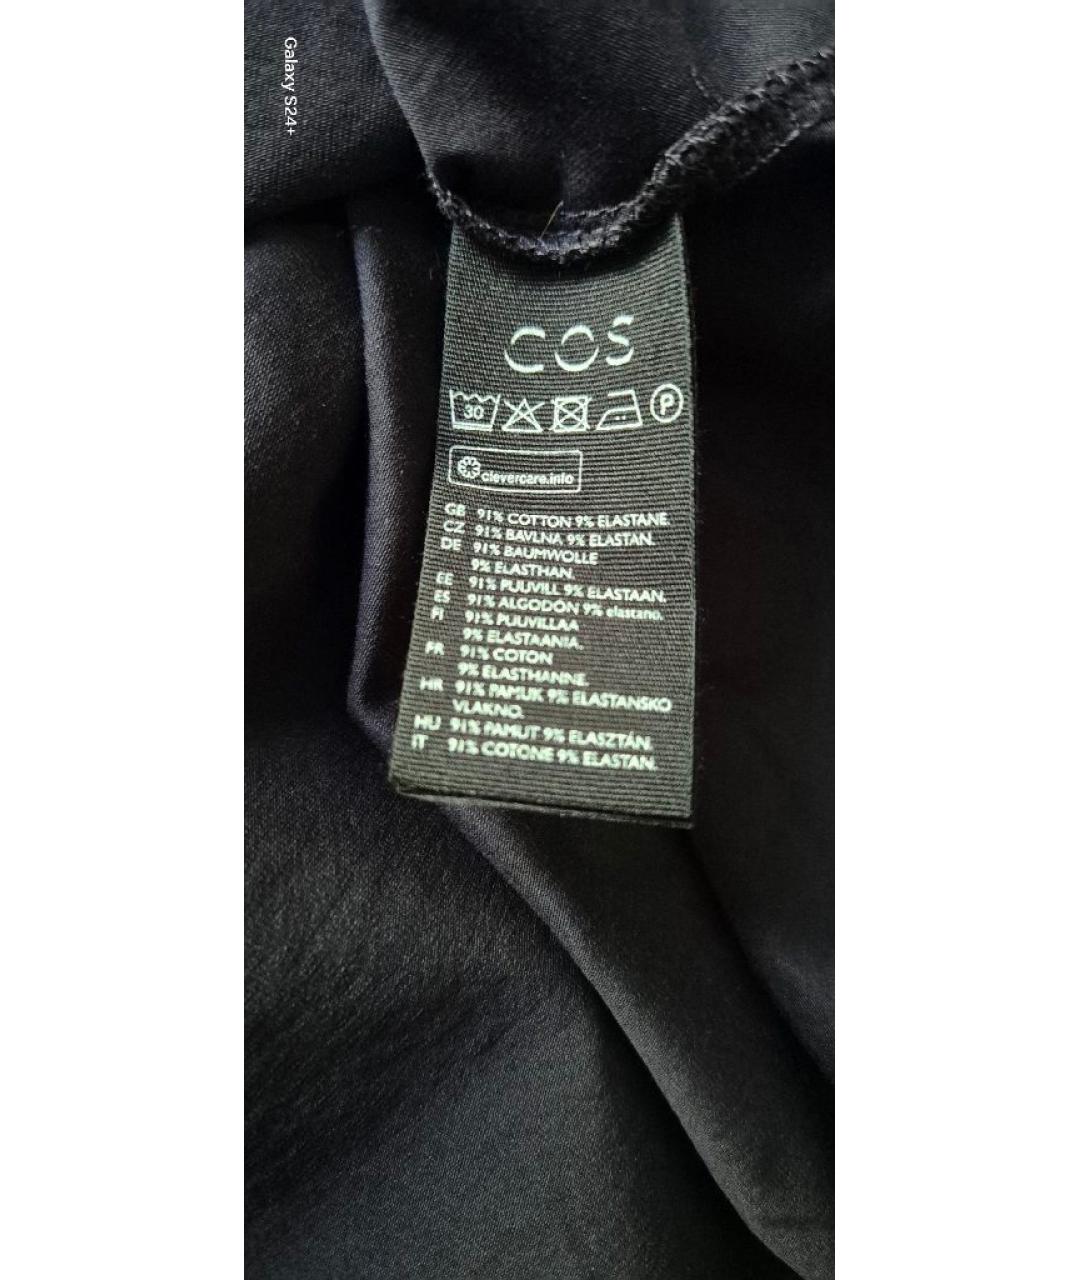 Galaxy S24+
COS
30
P
clevercare.info
GB 91% COTTON 9% ELASTANE.
CZ 91% BAVLNA 9% ELASTAN.
DE 91% BAUMWOLLE
9% ELASTHAN.
EE 91% PUUVILL 9% ELASTAAN.
ES 91% ALGODÓN 9% elastano.
FI 91% PUUVILLAA
9% ELASTAANIA.
FR 91% COTON
9% ELASTHANNE.
HR 91% PAMUK 9% ELASTANSKO
VLAKNO.
HU 91% PAMUT 9% ELASZTÁN.
IT 91% COTONE 9% ELASTAN.